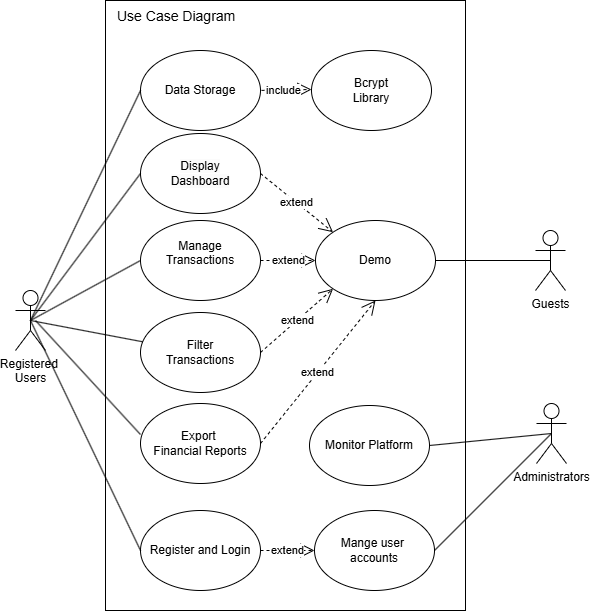 Use Case Diagram
Data Storage
include
Bcrypt
Library
Display
Dashboard
extend
Manage
Transactions
extend
Demo
Guests
Registered
Users
extend
Filter
Transactions
extend
Export
Financial Reports
Monitor Platform
Administrators
Register and Login
extend
Mange user
accounts